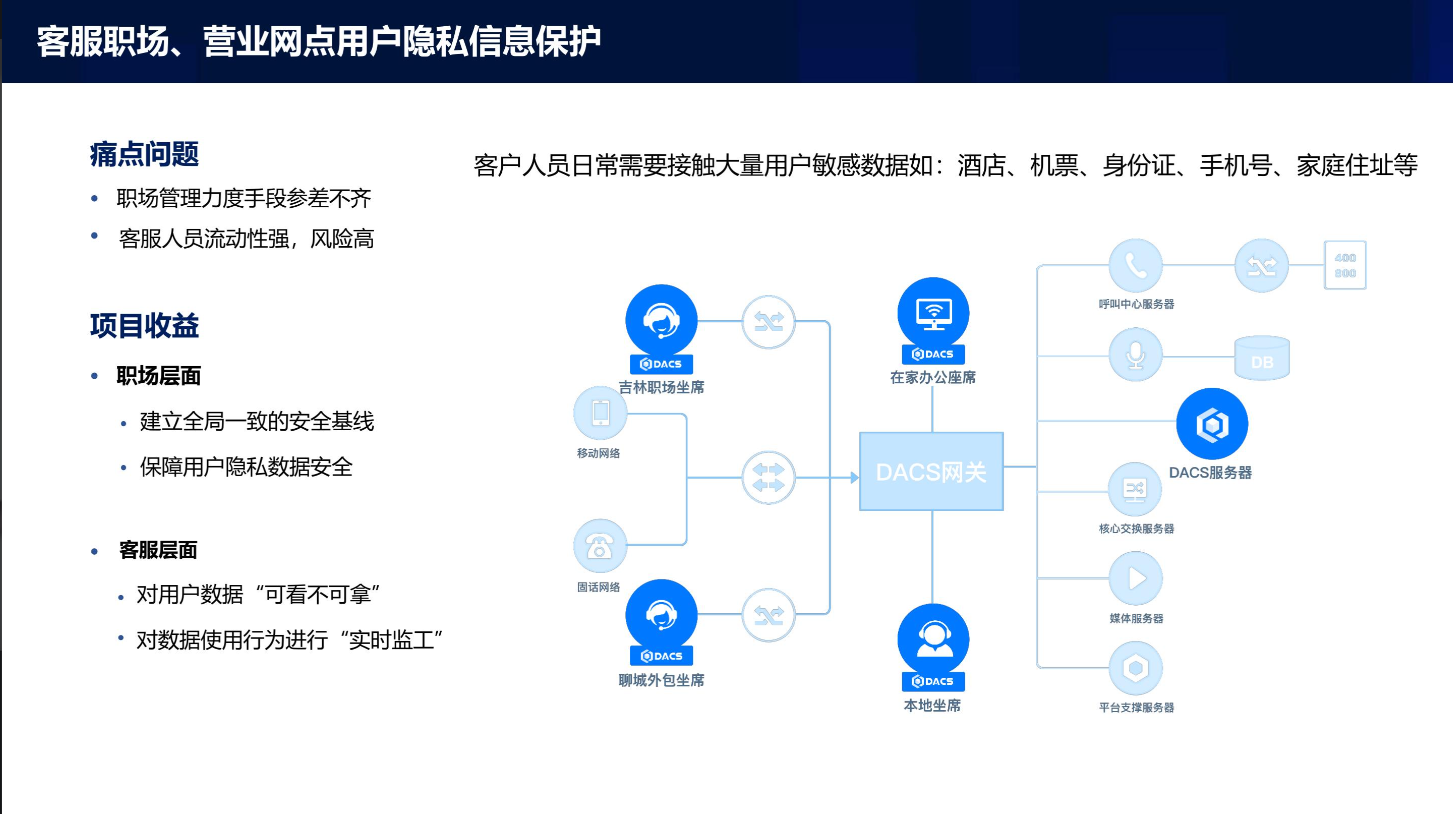 客服职场、营业网点用户隐私信息保护
痛点问题
• 职场管理力度手段参差不齐
• 客服人员流动性强，风险高
项目收益
• 职场层面
• 建立全局一致的安全基线
• 保障用户隐私数据安全
• 客服层面
• 对用户数据“可看不可拿”
• 对数据使用行为进行“实时监工”
客户人员日常需要接触大量用户敏感数据如：酒店、机票、身份证、手机号、家庭住址等
DACS
吉林职场坐席
移动网络
固话网络
DACS
聊城外包坐席
DACS
在家办公座席
DACS网关
DACS
本地坐席
呼叫中心服务器
400
800
DB
DACS服务器
核心交换服务器
媒体服务器
平台支撑服务器